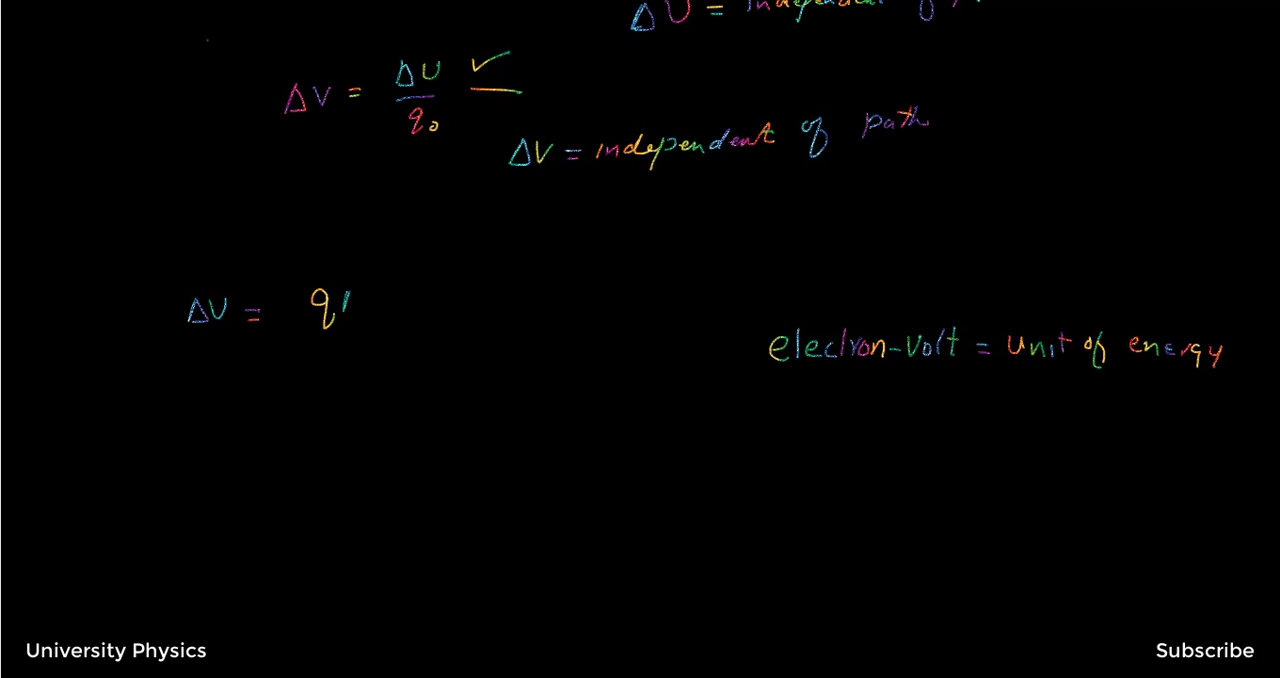 ΔU = independent of
ΔV = ΔU / q₀ ✓
ΔV = independent of path
ΔU = q
electron-volt = unit of energy
University Physics
Subscribe